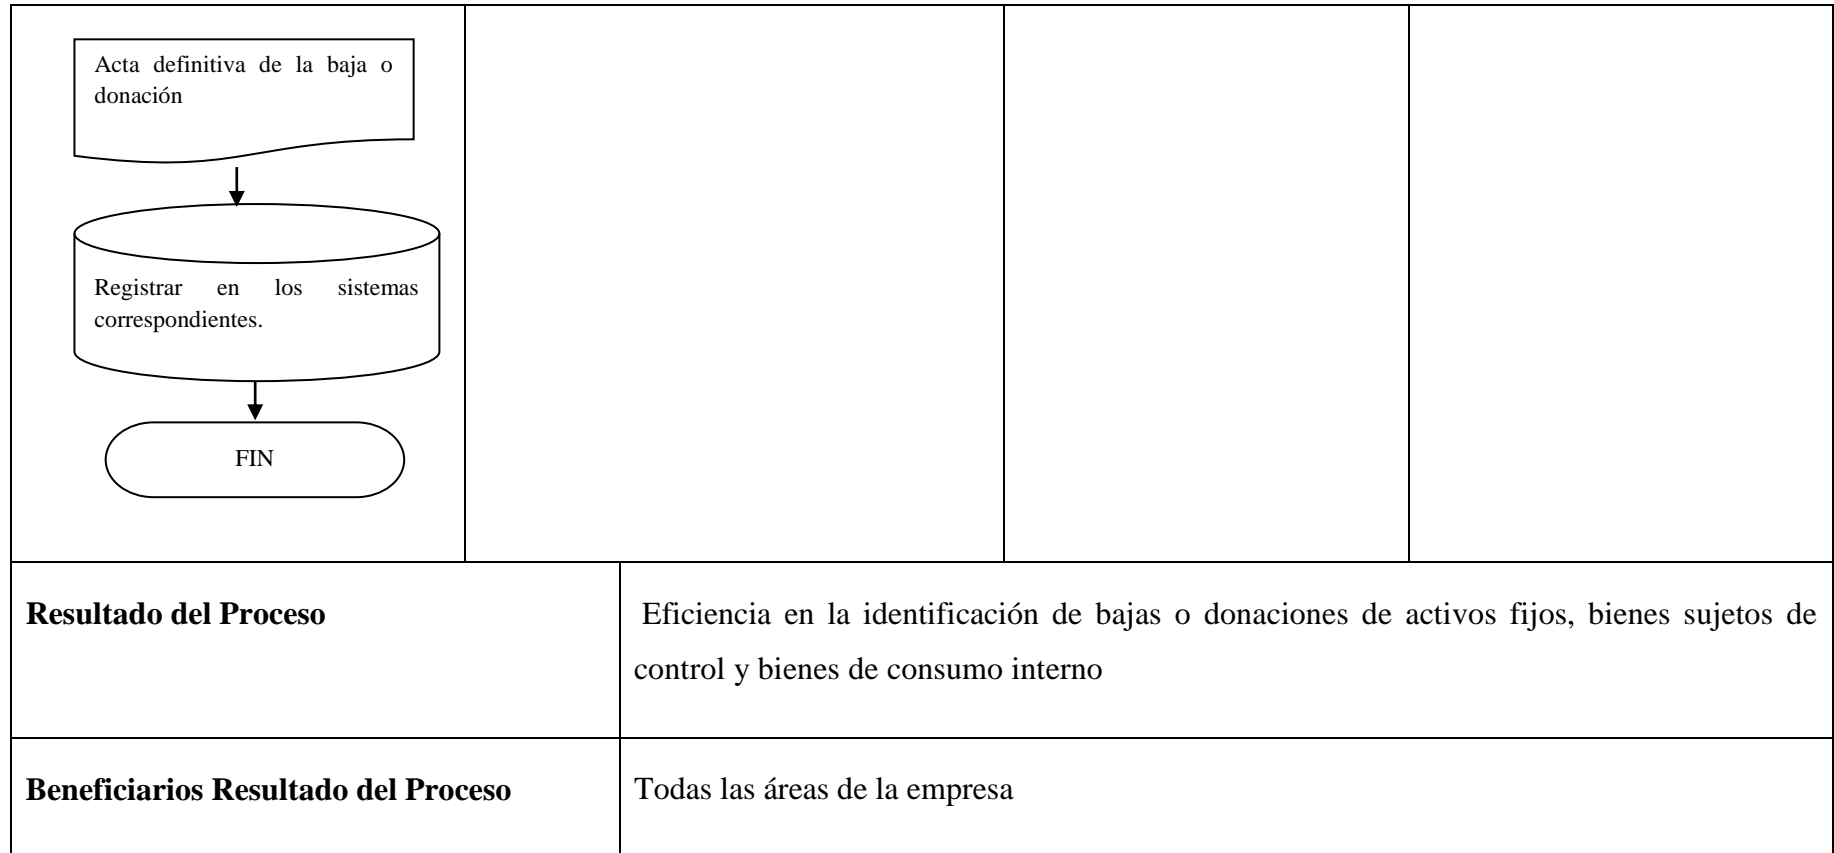 Acta definitiva de la baja o
donación
Registrar en los sistemas
correspondientes.
FIN
Resultado del Proceso
Eficiencia en la identificación de bajas o donaciones de activos fijos, bienes sujetos de
control y bienes de consumo interno
Beneficiarios Resultado del Proceso
Todas las áreas de la empresa